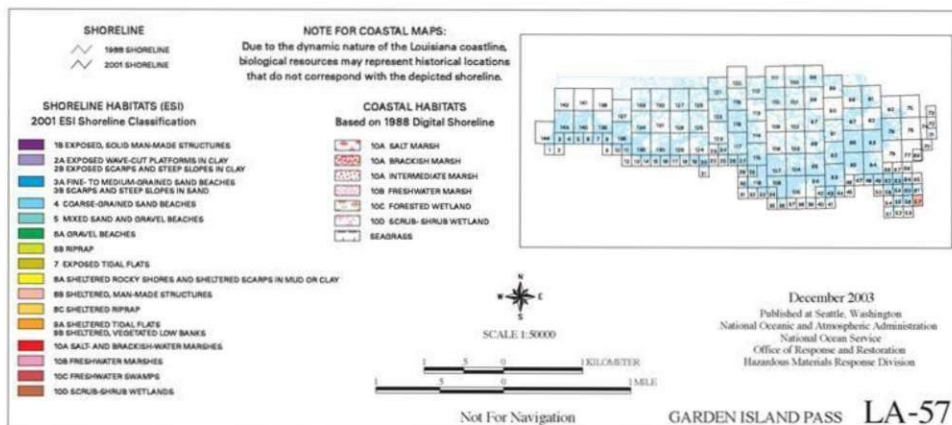 SHORELINE
1988 SHORELINE
2001 SHORELINE
NOTE FOR COASTAL MAPS:
Due to the dynamic nature of the Louisiana coastline,
biological resources may represent historical locations
that do not correspond with the depicted shoreline.
SHORELINE HABITATS (ESI)
2001 ESI Shoreline Classification
1B EXPOSED, SOLID MAN-MADE STRUCTURES
2A EXPOSED WAVE-CUT PLATFORMS IN CLAY
2B EXPOSED SCARPS AND STEEP SLOPES IN CLAY
3A FINE- TO MEDIUM-GRAINED SAND BEACHES
3B SCARPS AND STEEP SLOPES IN SAND
4 COARSE-GRAINED SAND BEACHES
5 MIXED SAND AND GRAVEL BEACHES
6A GRAVEL BEACHES
6B RIPRAP
7 EXPOSED TIDAL FLATS
8A SHELTERED ROCKY SHORES AND SHELTERED SCARPS IN MUD OR CLAY
8B SHELTERED, MAN-MADE STRUCTURES
8C SHELTERED RIPRAP
9A SHELTERED TIDAL FLATS
9B SHELTERED, VEGETATED LOW BANKS
10A SALT- AND BRACKISH-WATER MARSHES
10B FRESHWATER MARSHES
10C FRESHWATER SWAMPS
10D SCRUB-SHRUB WETLANDS
COASTAL HABITATS
Based on 1988 Digital Shoreline
10A SALT MARSH
10A BRACKISH MARSH
10A INTERMEDIATE MARSH
10B FRESHWATER MARSH
10C FORESTED WETLAND
10D SCRUB- SHRUB WETLAND
SEAGRASS
N
W E
S
SCALE 1:50000
1 .5 0 1 KILOMETER
1 .5 0 1 MILE
Not For Navigation
December 2003
Published at Seattle, Washington
National Oceanic and Atmospheric Administration
National Ocean Service
Office of Response and Restoration
Hazardous Materials Response Division
GARDEN ISLAND PASS LA-57